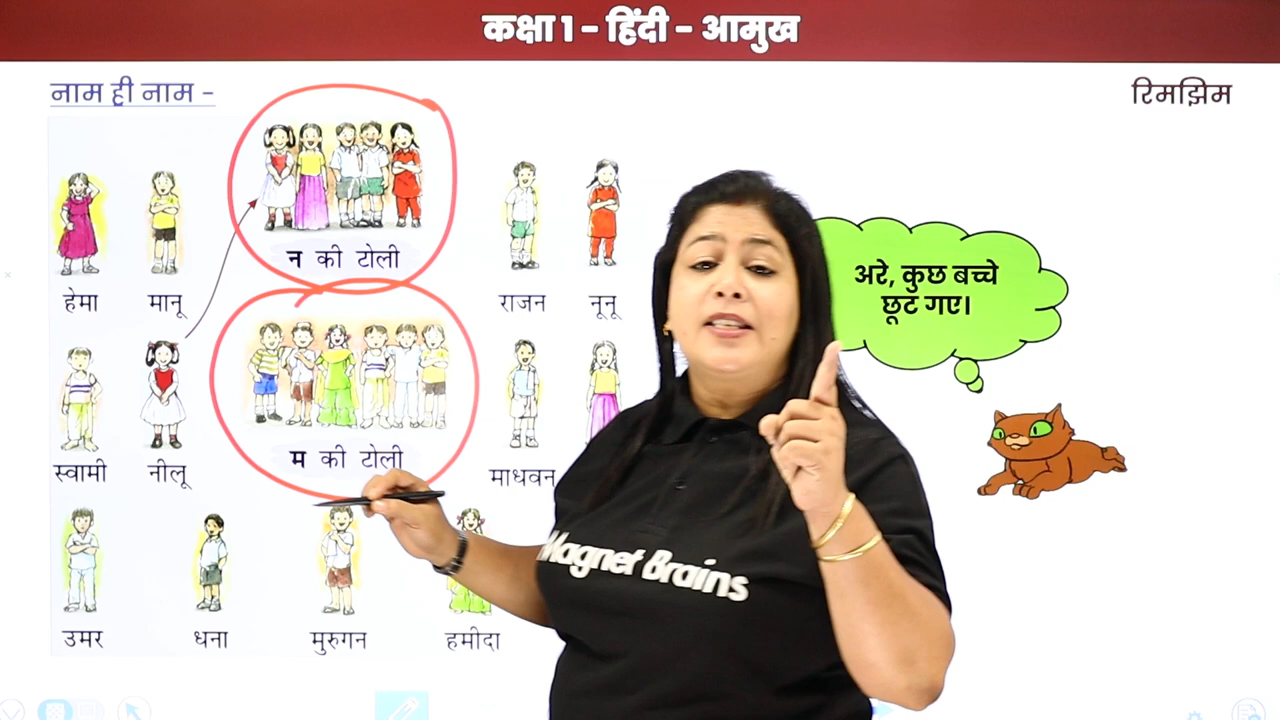 कक्षा 1 - हिंदी - आमुख
नाम ही नाम -
रिमझिम
न की टोली
हेमा मानू राजन नूनू
अरे, कुछ बच्चे
छूट गए।
म की टोली
स्वामी नीलू माधवन
Magnet Brains
उमर धना मुरुगन हमीदा